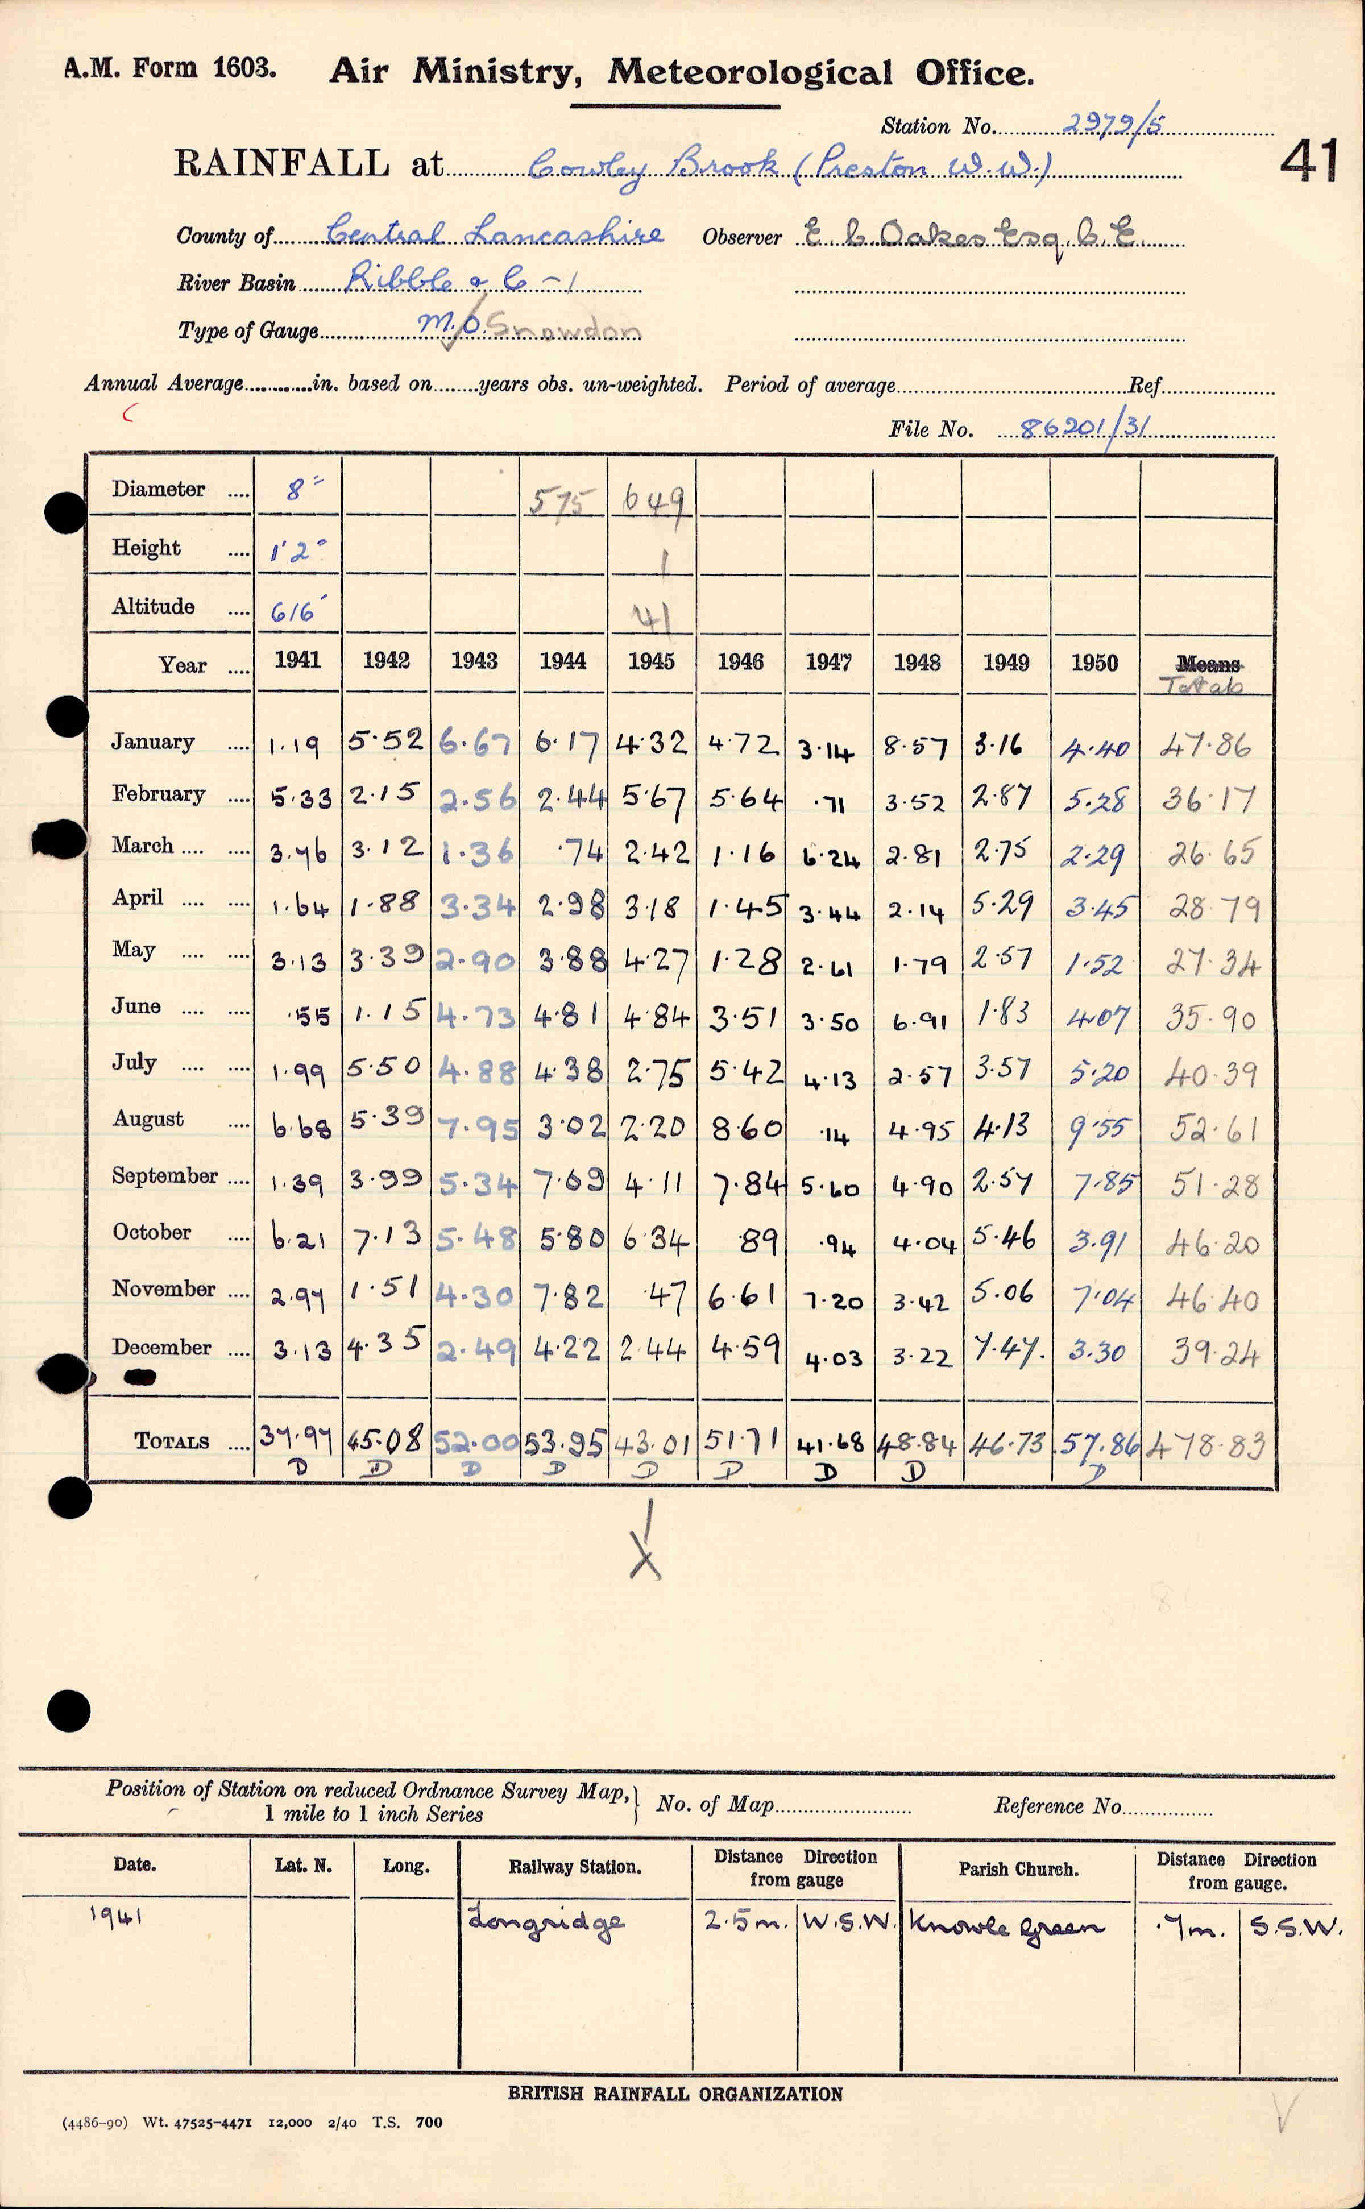 A.M. Form 1603. Air Ministry, Meteorological Office.
Station No. 2979/5
41
RAINFALL at Cowley Brook (Preston W.W.)
County of Central Lancashire Observer E C Oakes Esq. C.E.
River Basin Ribble & C -1
Type of Gauge M.O. Snowdon
Annual Average in. based on years obs. un-weighted. Period of average Ref.
File No. 86201/31
Diameter .... 8" 575 649
Height .... 1'2" 1
Altitude .... 616' 41
Year .... 1941 1942 1943 1944 1945 1946 1947 1948 1949 1950 Means
Totals
January .... 1.19 5.52 6.67 6.17 4.32 4.72 3.14 8.57 3.16 4.40 47.86
February .... 5.33 2.15 2.56 2.44 5.67 5.64 .71 3.52 2.87 5.28 36.17
March .... .... 3.76 3.12 1.36 .74 2.42 1.16 6.24 2.81 2.75 2.29 26.65
April .... .... 1.64 1.88 3.34 2.98 3.18 1.45 3.44 2.14 5.29 3.45 28.79
May .... .... 3.13 3.39 2.90 3.88 4.27 1.28 2.61 1.79 2.57 1.52 27.34
June .... .... .55 1.15 4.73 4.81 4.84 3.51 3.50 6.91 1.83 4.07 35.90
July .... .... 1.99 5.50 4.88 4.38 2.75 5.42 4.13 2.57 3.57 5.20 40.39
August .... 6.68 5.39 7.95 3.02 2.20 8.60 .14 4.95 4.13 9.55 52.61
September .... 1.39 3.99 5.34 7.69 4.11 7.84 5.60 4.90 2.57 7.85 51.28
October .... 6.21 7.13 5.48 5.80 6.34 .89 .94 4.04 5.46 3.91 46.20
November .... 2.97 1.51 4.30 7.82 .47 6.61 7.20 3.42 5.06 7.04 46.40
December .... 3.13 4.35 2.49 4.22 2.44 4.59 4.03 3.22 7.47. 3.30 39.24
TOTALS .... 37.97 45.08 52.00 53.95 43.01 51.71 41.68 48.84 46.73 57.86 478.83
D D D D D D D D D
Position of Station on reduced Ordnance Survey Map,
1 mile to 1 inch Series
No. of Map Reference No.
Date. Lat. N. Long. Railway Station. Distance Direction from gauge Parish Church. Distance Direction from gauge.
1941 Longridge 2.5m. W.S.W. Knowle Green .7m. S.S.W.
BRITISH RAINFALL ORGANIZATION
(4486-90) Wt. 47525-4471 12,000 2/40 T.S. 700